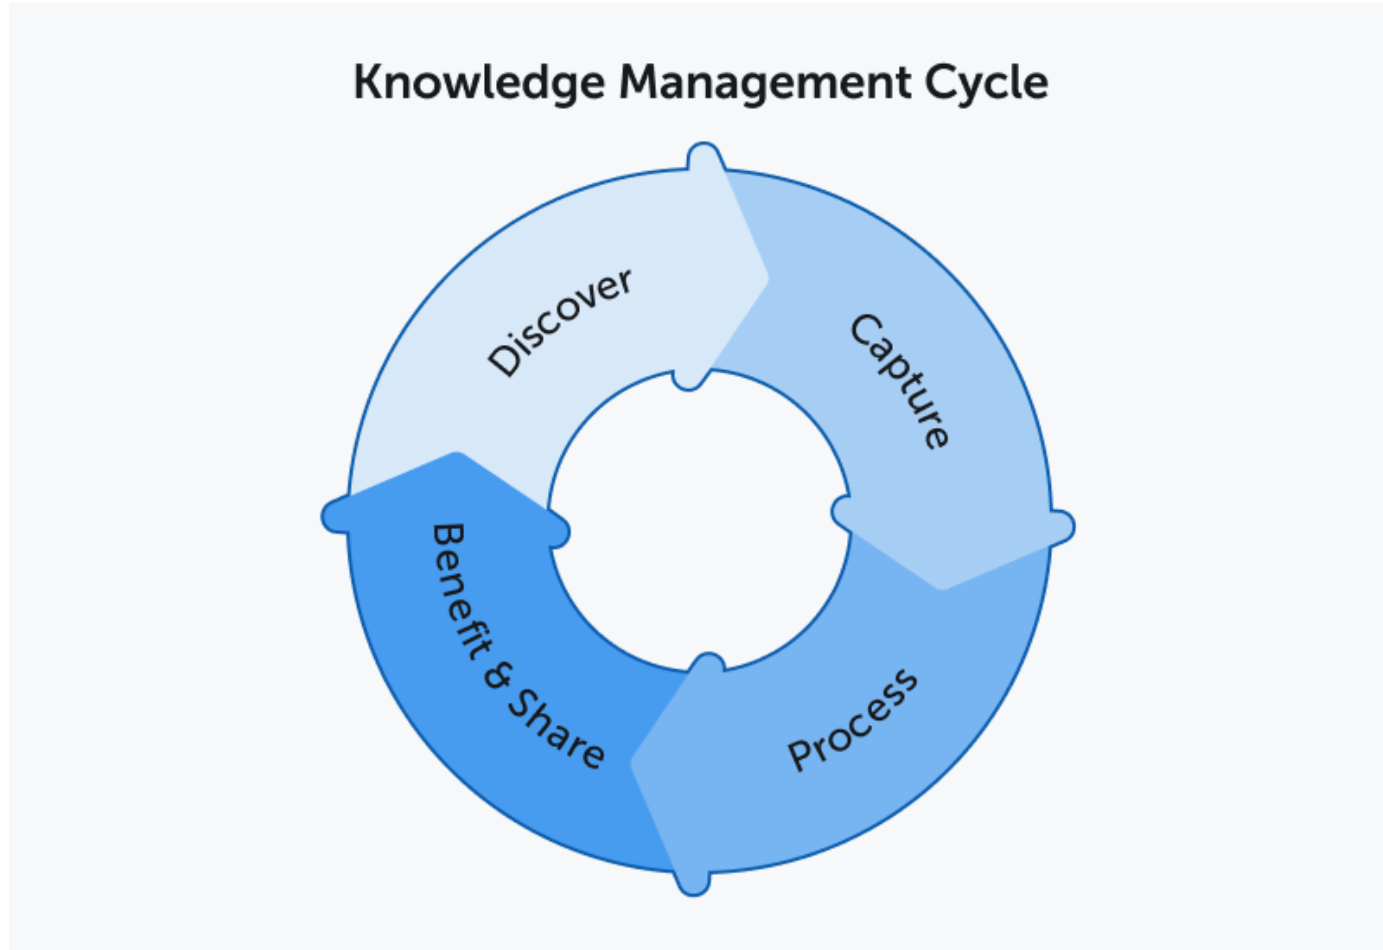 Knowledge Management Cycle
Discover
Capture
Process
Benefit & Share